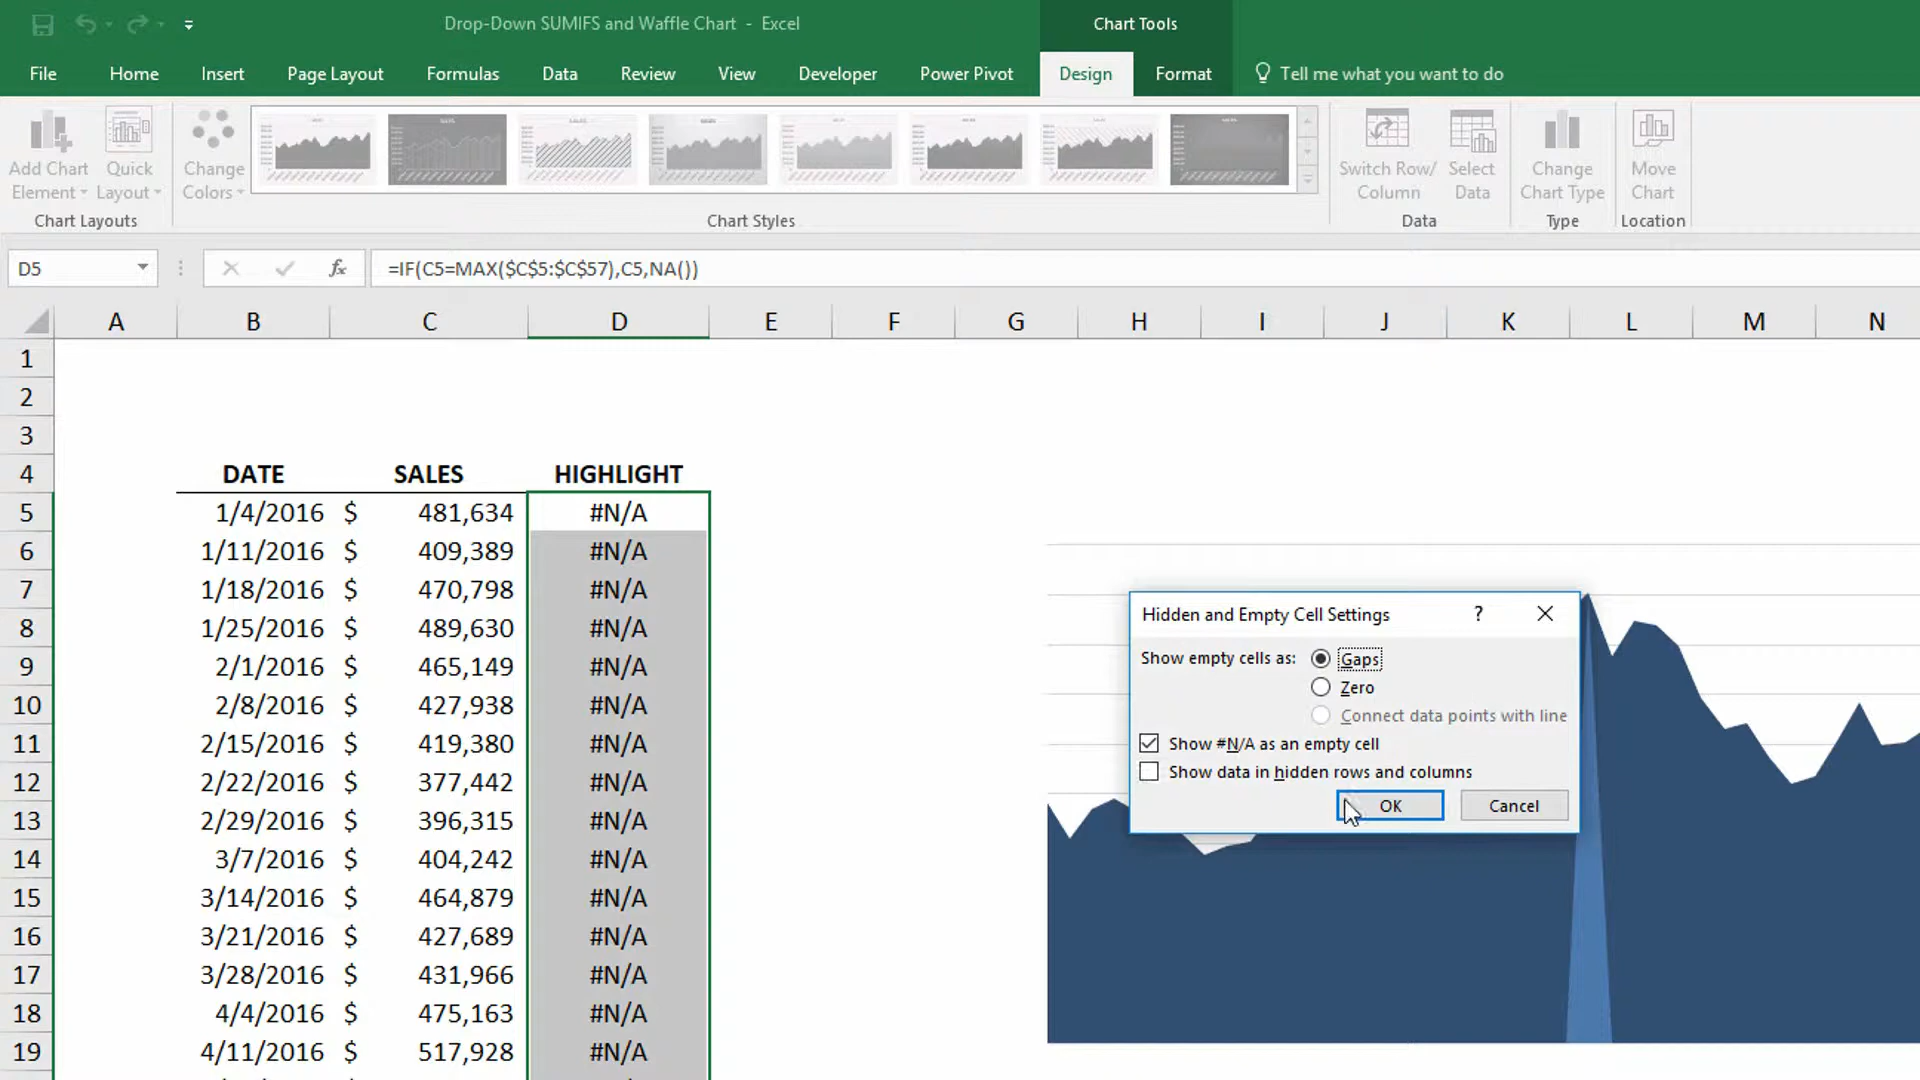 Drop-Down SUMIFS and Waffle Chart - Excel
Chart Tools
File Home Insert Page Layout Formulas Data Review View Developer Power Pivot Design Format Tell me what you want to do
Add Chart Element
Quick Layout
Change Colors
Switch Row/ Column
Select Data
Change Chart Type
Move Chart
Chart Layouts
Chart Styles
Data
Type
Location
D5 fx =IF(C5=MAX($C$5:$C$57),C5,NA())
A B C D E F G H I J K L M N
1
2
3
4 DATE SALES HIGHLIGHT
5 1/4/2016 $ 481,634 #N/A
6 1/11/2016 $ 409,389 #N/A
7 1/18/2016 $ 470,798 #N/A
8 1/25/2016 $ 489,630 #N/A
9 2/1/2016 $ 465,149 #N/A
10 2/8/2016 $ 427,938 #N/A
11 2/15/2016 $ 419,380 #N/A
12 2/22/2016 $ 377,442 #N/A
13 2/29/2016 $ 396,315 #N/A
14 3/7/2016 $ 404,242 #N/A
15 3/14/2016 $ 464,879 #N/A
16 3/21/2016 $ 427,689 #N/A
17 3/28/2016 $ 431,966 #N/A
18 4/4/2016 $ 475,163 #N/A
19 4/11/2016 $ 517,928 #N/A
Hidden and Empty Cell Settings ?
Show empty cells as: Gaps
Zero
Connect data points with line
Show #N/A as an empty cell
Show data in hidden rows and columns
OK Cancel